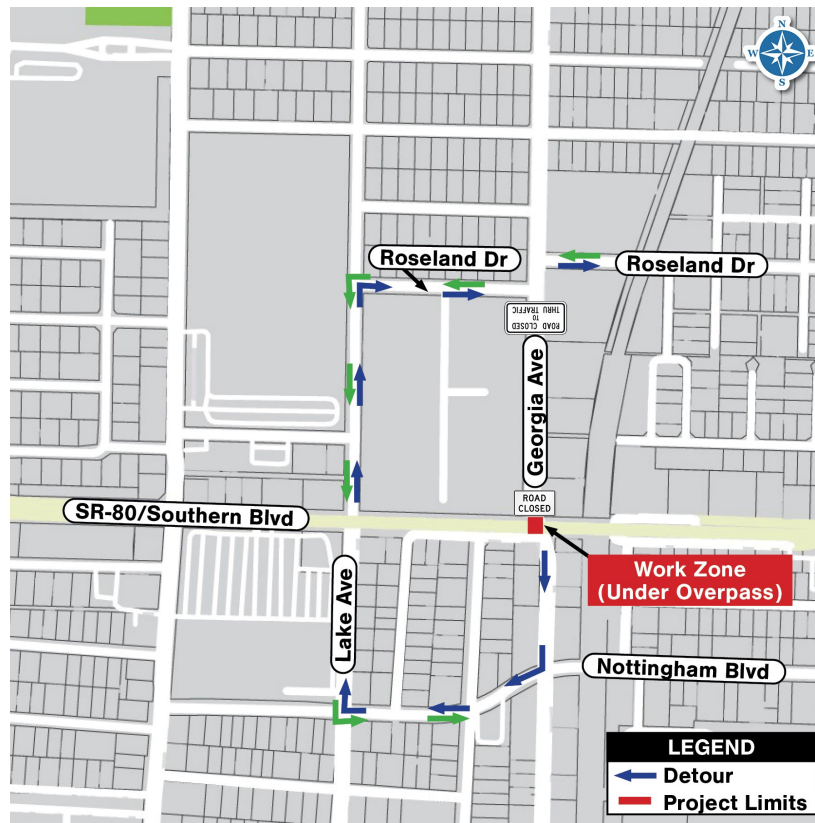 N
W E
S
Roseland Dr
Roseland Dr
ROAD CLOSED
TO
THRU TRAFFIC
Georgia Ave
ROAD
CLOSED
SR-80/Southern Blvd
Work Zone
(Under Overpass)
Lake Ave
Nottingham Blvd
LEGEND
Detour
Project Limits